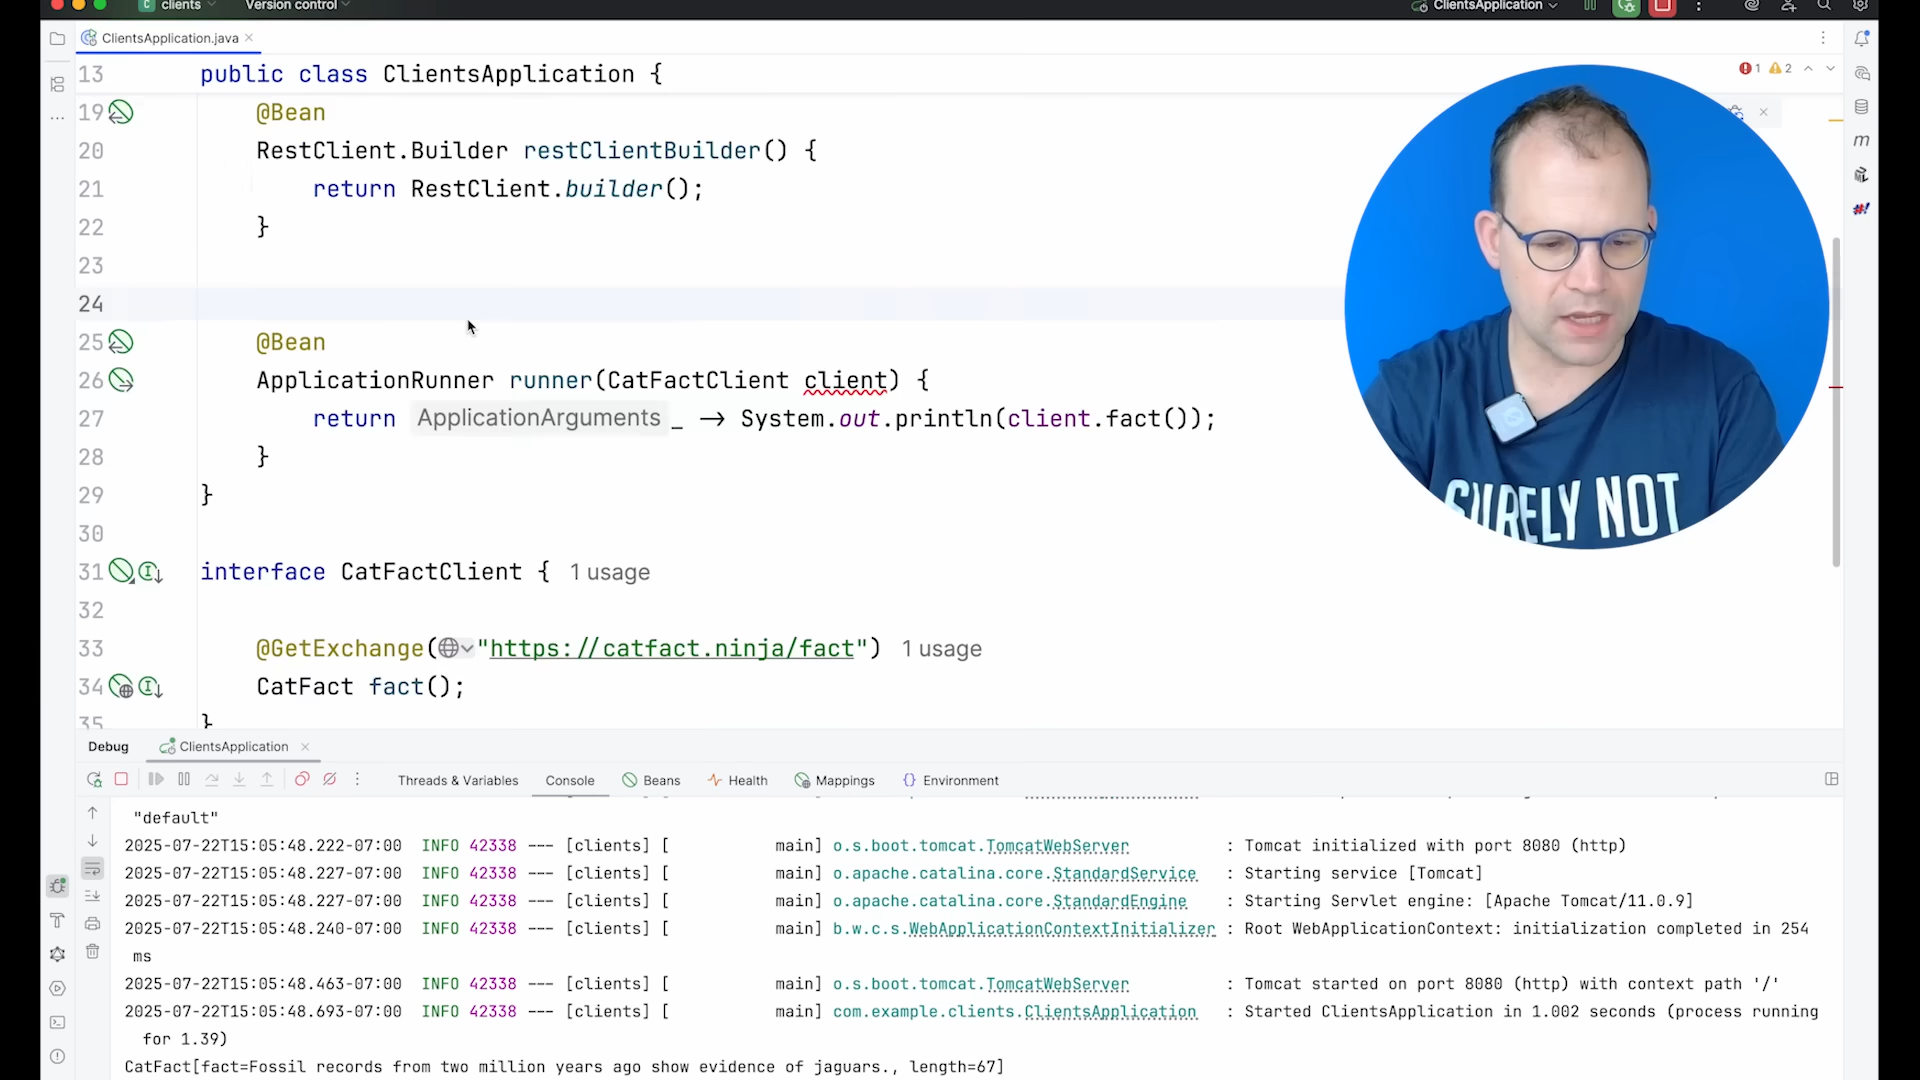 clients
Version control
ClientsApplication
ClientsApplication.java
1 2
13 public class ClientsApplication {
19 @Bean
20 RestClient.Builder restClientBuilder() {
21 return RestClient.builder();
22 }
23
24
25 @Bean
26 ApplicationRunner runner(CatFactClient client) {
27 return ApplicationArguments _ -> System.out.println(client.fact());
28 }
29 }
30
31 interface CatFactClient { 1 usage
32
33 @GetExchange("https://catfact.ninja/fact") 1 usage
34 CatFact fact();
35 }
SURELY NOT
Debug ClientsApplication
Threads & Variables Console Beans Health Mappings Environment
"default"
2025-07-22T15:05:48.222-07:00 INFO 42338 --- [clients] [ main] o.s.boot.tomcat.TomcatWebServer : Tomcat initialized with port 8080 (http)
2025-07-22T15:05:48.227-07:00 INFO 42338 --- [clients] [ main] o.apache.catalina.core.StandardService : Starting service [Tomcat]
2025-07-22T15:05:48.227-07:00 INFO 42338 --- [clients] [ main] o.apache.catalina.core.StandardEngine : Starting Servlet engine: [Apache Tomcat/11.0.9]
2025-07-22T15:05:48.240-07:00 INFO 42338 --- [clients] [ main] b.w.c.s.WebApplicationContextInitializer : Root WebApplicationContext: initialization completed in 254
ms
2025-07-22T15:05:48.463-07:00 INFO 42338 --- [clients] [ main] o.s.boot.tomcat.TomcatWebServer : Tomcat started on port 8080 (http) with context path '/'
2025-07-22T15:05:48.693-07:00 INFO 42338 --- [clients] [ main] com.example.clients.ClientsApplication : Started ClientsApplication in 1.002 seconds (process running
for 1.39)
CatFact[fact=Fossil records from two million years ago show evidence of jaguars., length=67]